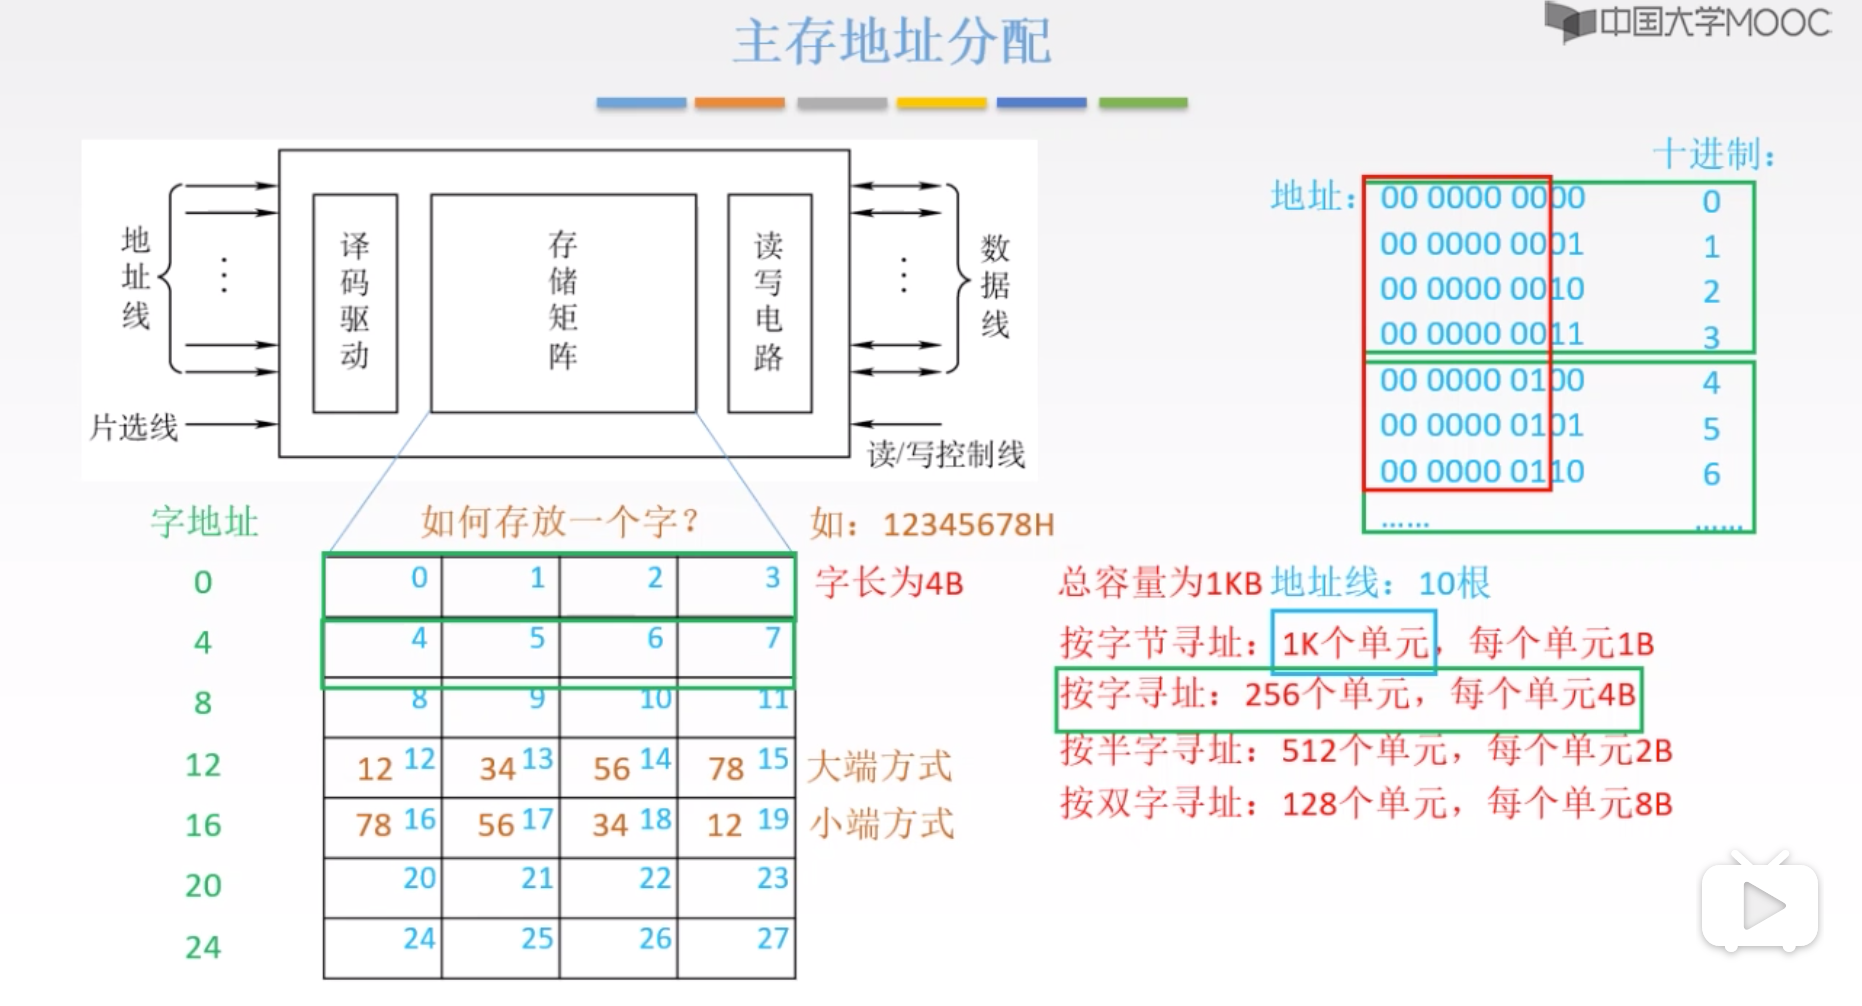 主存地址分配
中国大学MOOC
地址线
译码驱动
存储矩阵
读写电路
数据线
片选线
读/写控制线
十进制：
地址： 00 0000 0000 0
00 0000 0001 1
00 0000 0010 2
00 0000 0011 3
00 0000 0100 4
00 0000 0101 5
00 0000 0110 6
...... ......
字地址 如何存放一个字？ 如：12345678H
0 0 1 2 3 字长为4B
4 4 5 6 7
8 8 9 10 11
12 12 12 34 13 56 14 78 15 大端方式
16 78 16 56 17 34 18 12 19 小端方式
20 20 21 22 23
24 24 25 26 27
总容量为1KB 地址线：10根
按字节寻址：1K个单元，每个单元1B
按字寻址：256个单元，每个单元4B
按半字寻址：512个单元，每个单元2B
按双字寻址：128个单元，每个单元8B